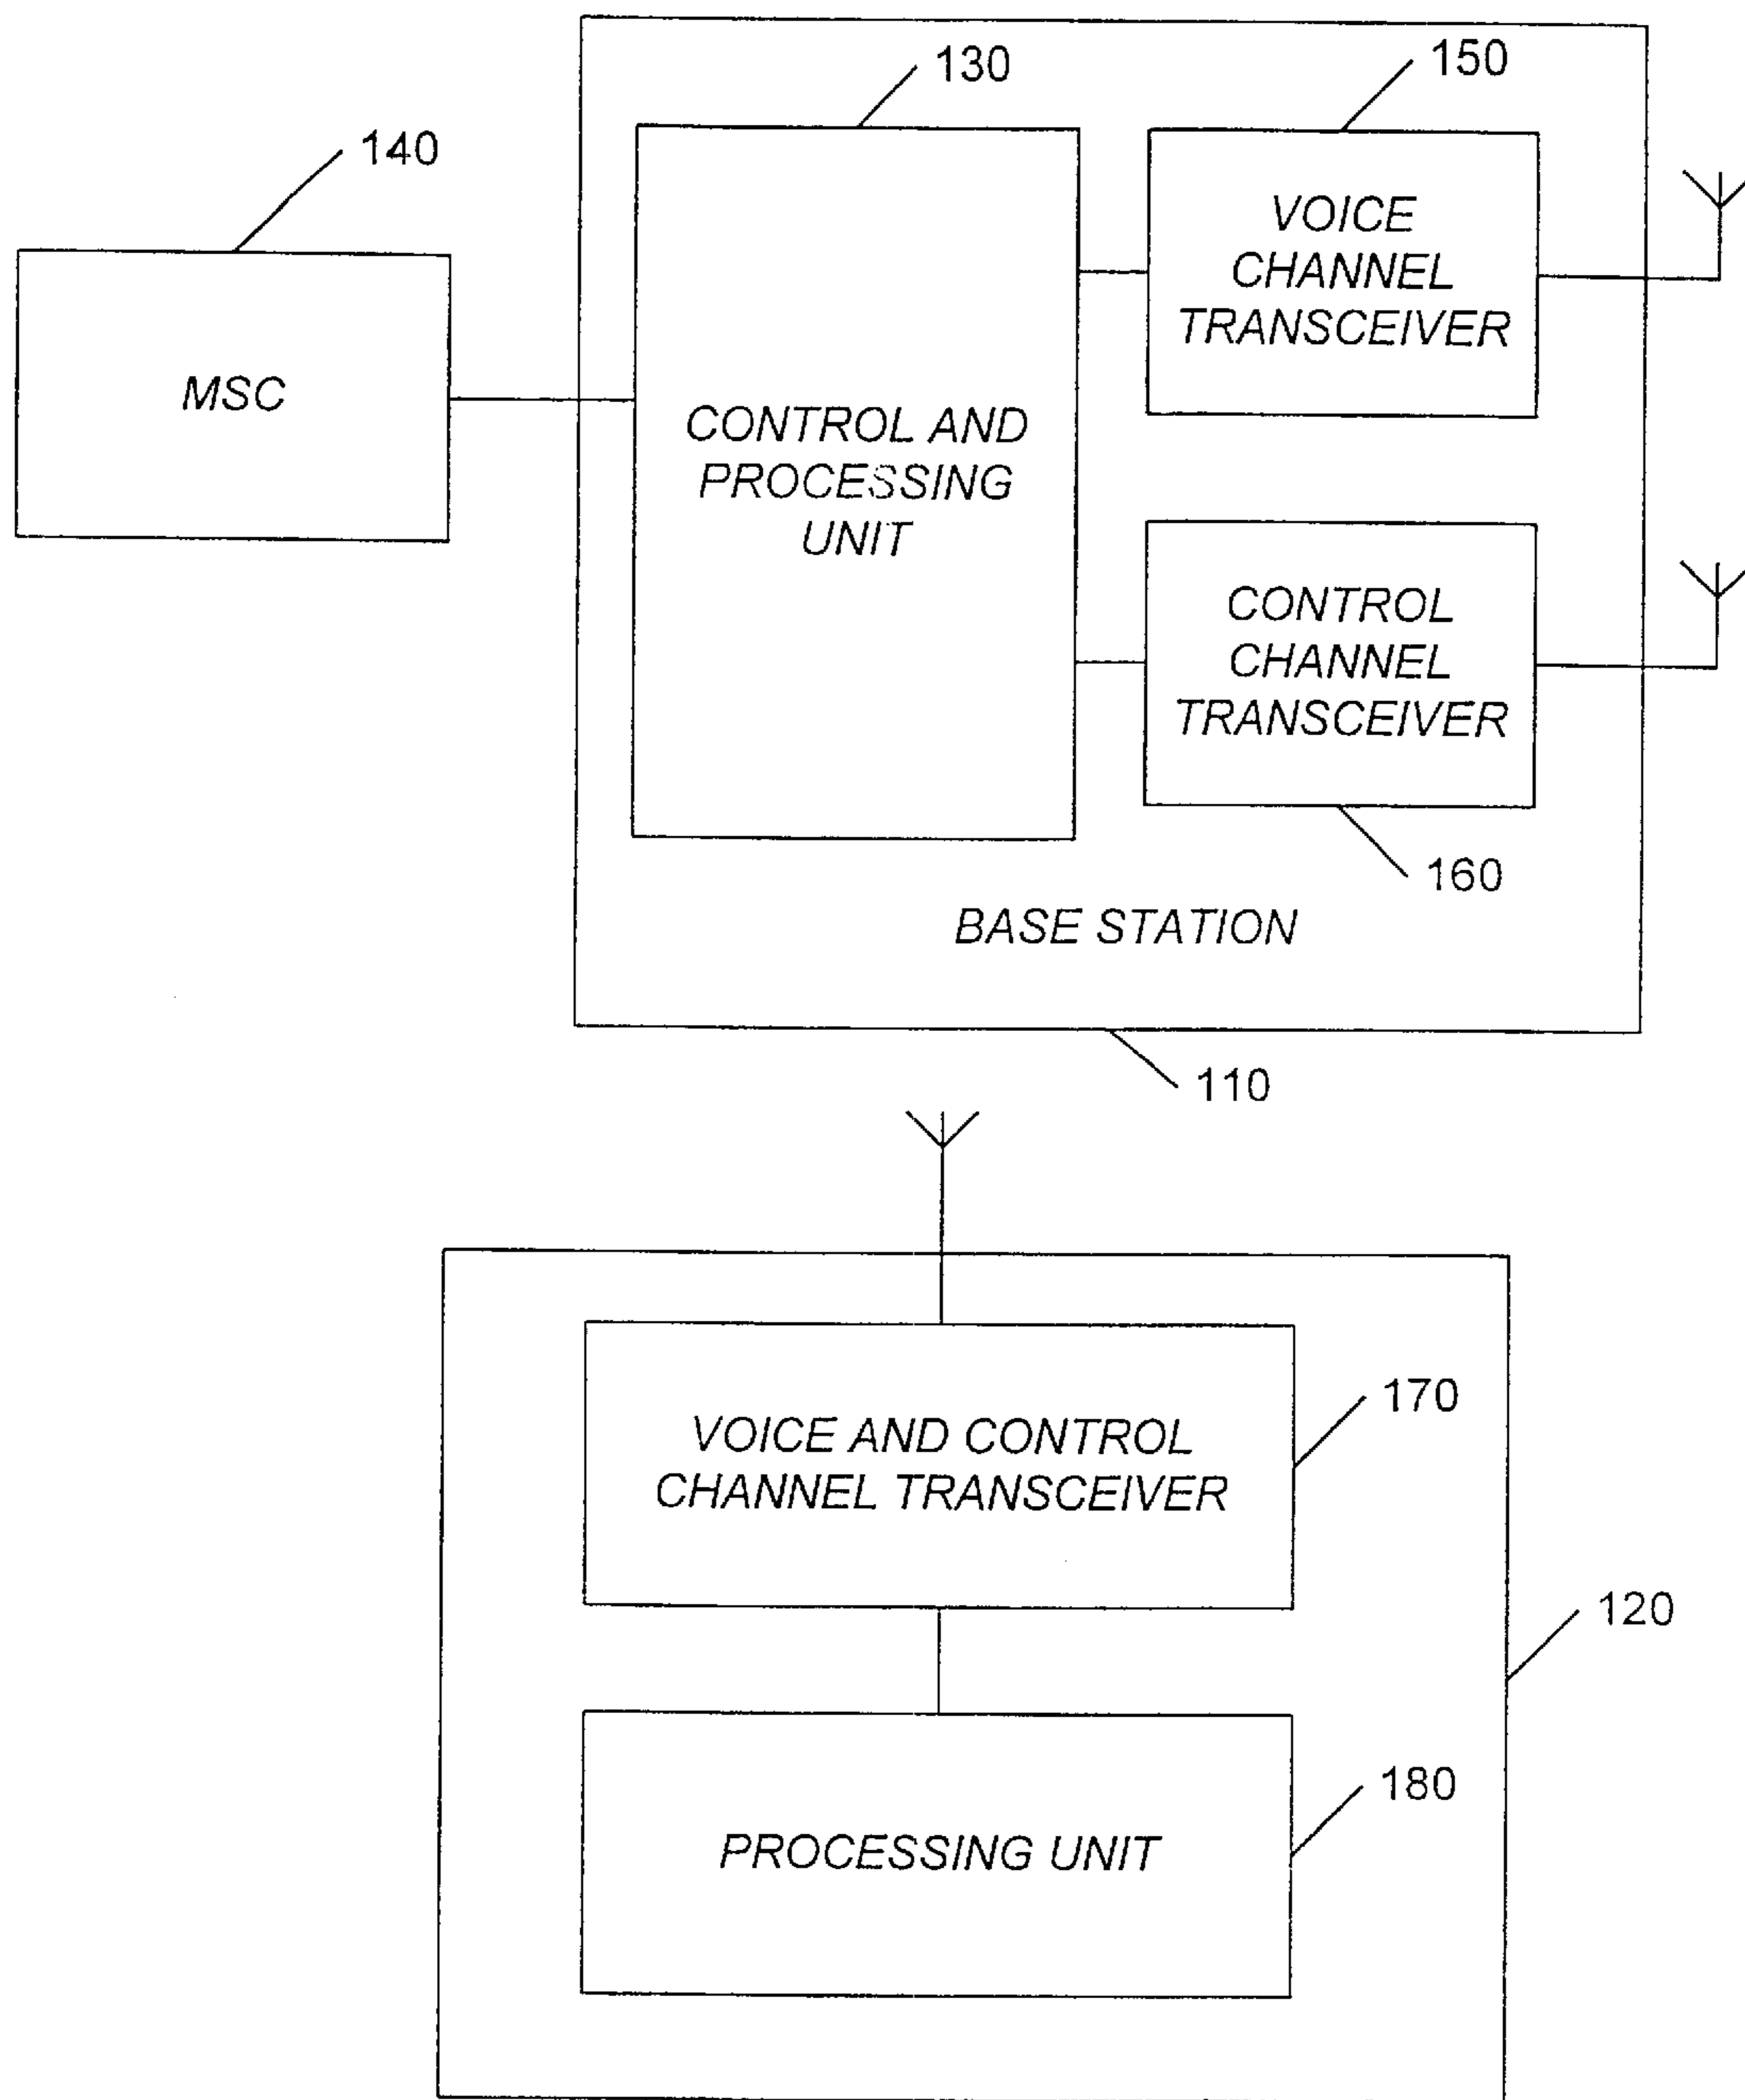 130
150
140
VOICE
CHANNEL
TRANSCEIVER
MSC
CONTROL AND
PROCESSING
UNIT
CONTROL
CHANNEL
TRANSCEIVER
160
BASE STATION
110
170
VOICE AND CONTROL
CHANNEL TRANSCEIVER
120
180
PROCESSING UNIT